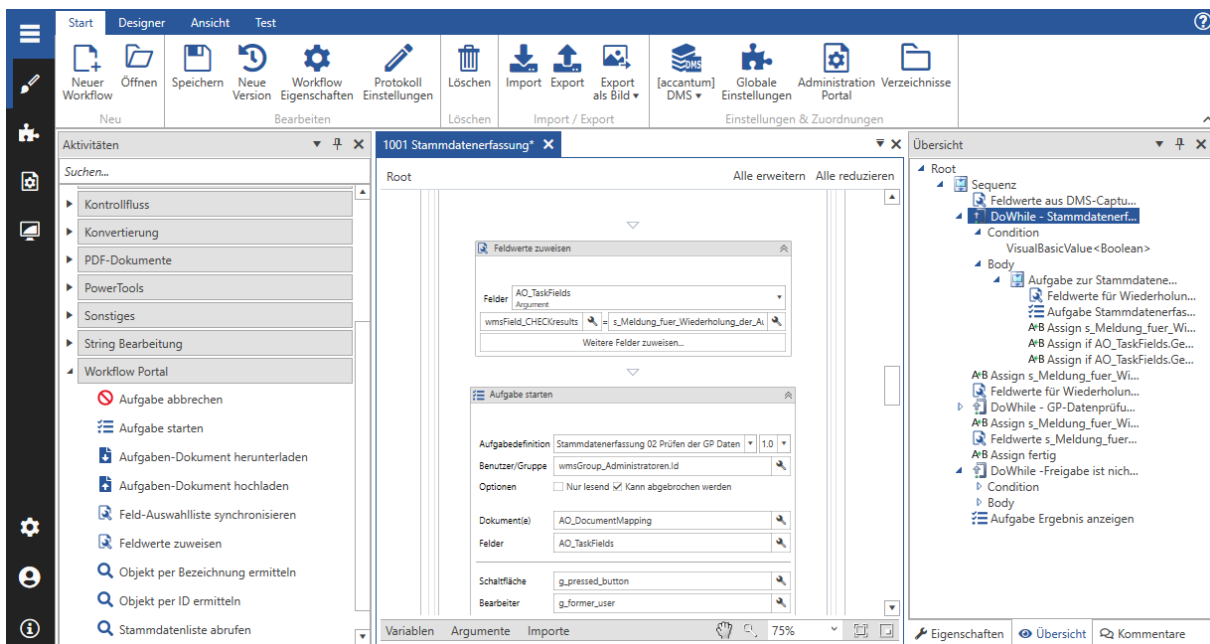 Start Designer Ansicht Test
Neuer Workflow
Öffnen
Speichern
Neue Version
Workflow Eigenschaften
Protokoll Einstellungen
Löschen
Import
Export
Export als Bild
[accantum] DMS
Globale Einstellungen
Administration Portal
Verzeichnisse
Neu
Bearbeiten
Löschen
Import / Export
Einstellungen & Zuordnungen
Aktivitäten
Suchen...
Kontrollfluss
Konvertierung
PDF-Dokumente
PowerTools
Sonstiges
String Bearbeitung
Workflow Portal
Aufgabe abbrechen
Aufgabe starten
Aufgaben-Dokument herunterladen
Aufgaben-Dokument hochladen
Feld-Auswahlliste synchronisieren
Feldwerte zuweisen
Objekt per Bezeichnung ermitteln
Objekt per ID ermitteln
Stammdatenliste abrufen
1001 Stammdatenerfassung*
Root
Alle erweitern Alle reduzieren
Feldwerte zuweisen
Felder AO_TaskFields
Argument
wmsField_CHECKresults = s_Meldung_fuer_Wiederholung_der_Au
Weitere Felder zuweisen...
Aufgabe starten
Aufgabedefinition Stammdatenerfassung 02 Prüfen der GP Daten 1.0
Benutzer/Gruppe wmsGroup_Administratoren.Id
Optionen Nur lesend Kann abgebrochen werden
Dokument(e) AO_DocumentMapping
Felder AO_TaskFields
Schaltfläche g_pressed_button
Bearbeiter g_former_user
Variablen Argumente Importe 75%
Übersicht
Root
Sequenz
Feldwerte aus DMS-Captu...
DoWhile - Stammdatenerf...
Condition
VisualBasicValue<Boolean>
Body
Aufgabe zur Stammdatene...
Feldwerte für Wiederholun...
Aufgabe Stammdatenerfas...
A+B Assign s_Meldung_fuer_Wi...
A+B Assign if AO_TaskFields.Ge...
A+B Assign if AO_TaskFields.Ge...
A+B Assign s_Meldung_fuer_Wi...
Feldwerte für Wiederholun...
DoWhile - GP-Datenprüfu...
A+B Assign s_Meldung_fuer_Wi...
Feldwerte s_Meldung_fuer...
A+B Assign fertig
DoWhile -Freigabe ist nich...
Condition
Body
Aufgabe Ergebnis anzeigen
Eigenschaften Übersicht Kommentare